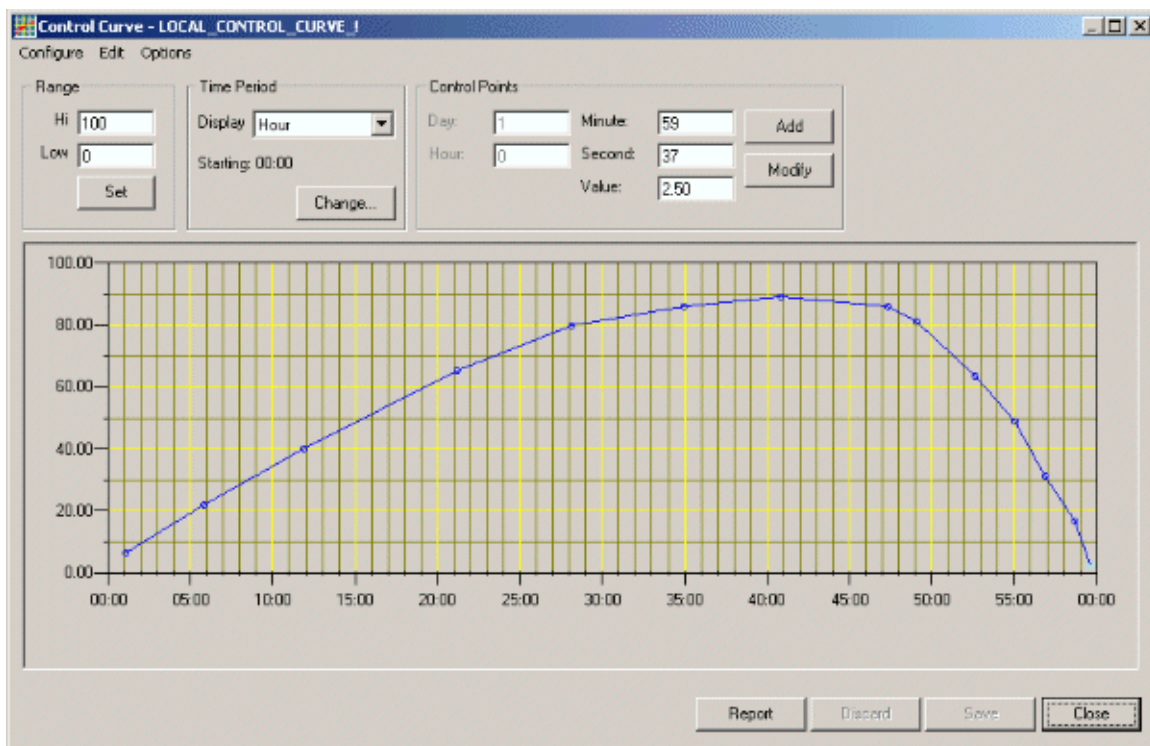 Control Curve - LOCAL_CONTROL_CURVE_!
Configure Edit Options
Range
Hi 100
Low 0
Set
Time Period
Display Hour
Starting: 00:00
Change...
Control Points
Day: 1
Hour: 0
Minute: 59
Second: 37
Value: 2.50
Add
Modify
100.00
80.00
60.00
40.00
20.00
0.00
00:00 05:00 10:00 15:00 20:00 25:00 30:00 35:00 40:00 45:00 50:00 55:00 00:00
Report Discard Save Close